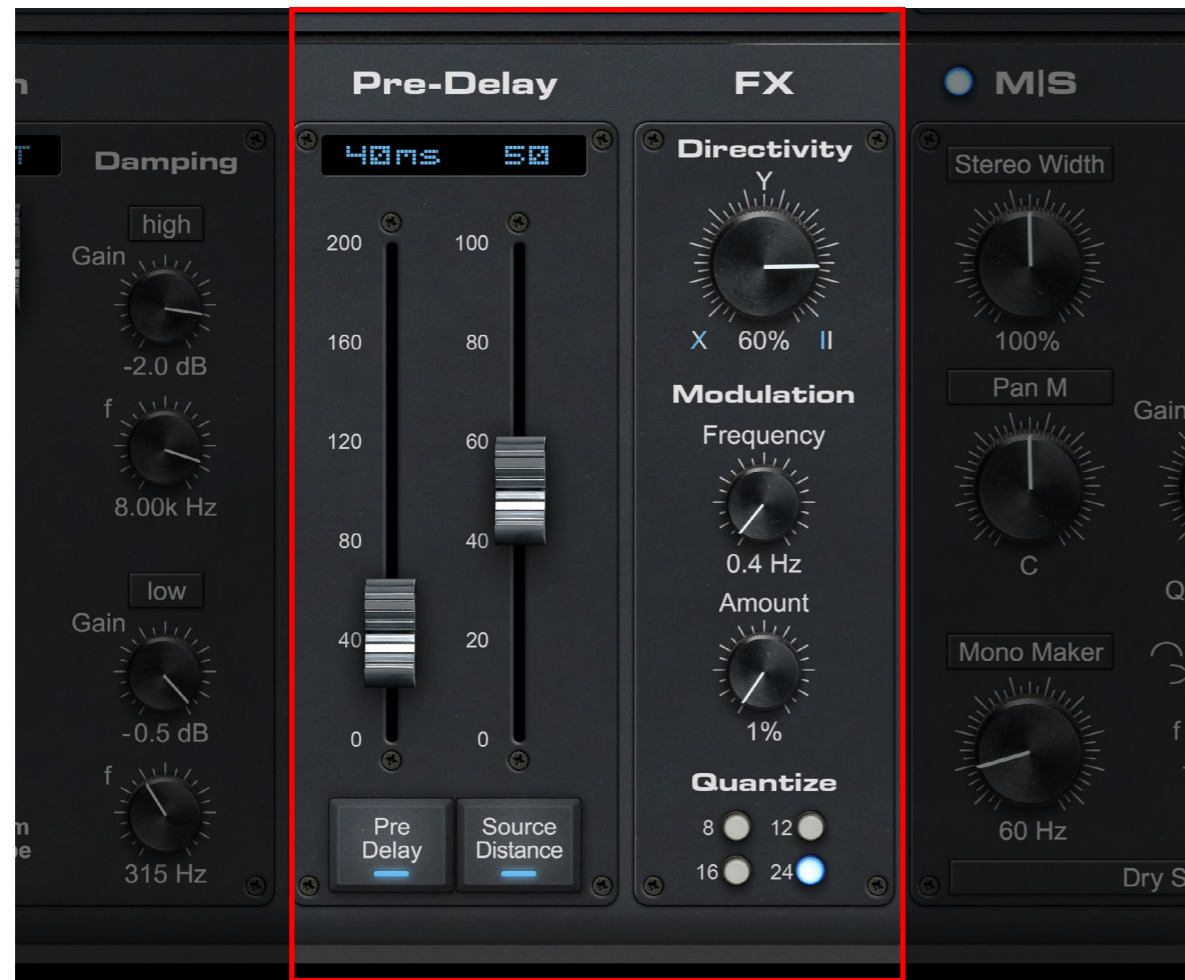 Damping
high
Gain
-2.0 dB
f
8.00k Hz
low
Gain
-0.5 dB
f
315 Hz
Pre-Delay
40ms 50
200 100
160 80
120 60
80 40
40 20
0 0
Pre
Delay
Source
Distance
FX
Directivity
Y
X 60% II
Modulation
Frequency
0.4 Hz
Amount
1%
Quantize
8 12
16 24
M|S
Stereo Width
100%
Pan M
Gain
C
Q
Mono Maker
f
60 Hz
Dry S